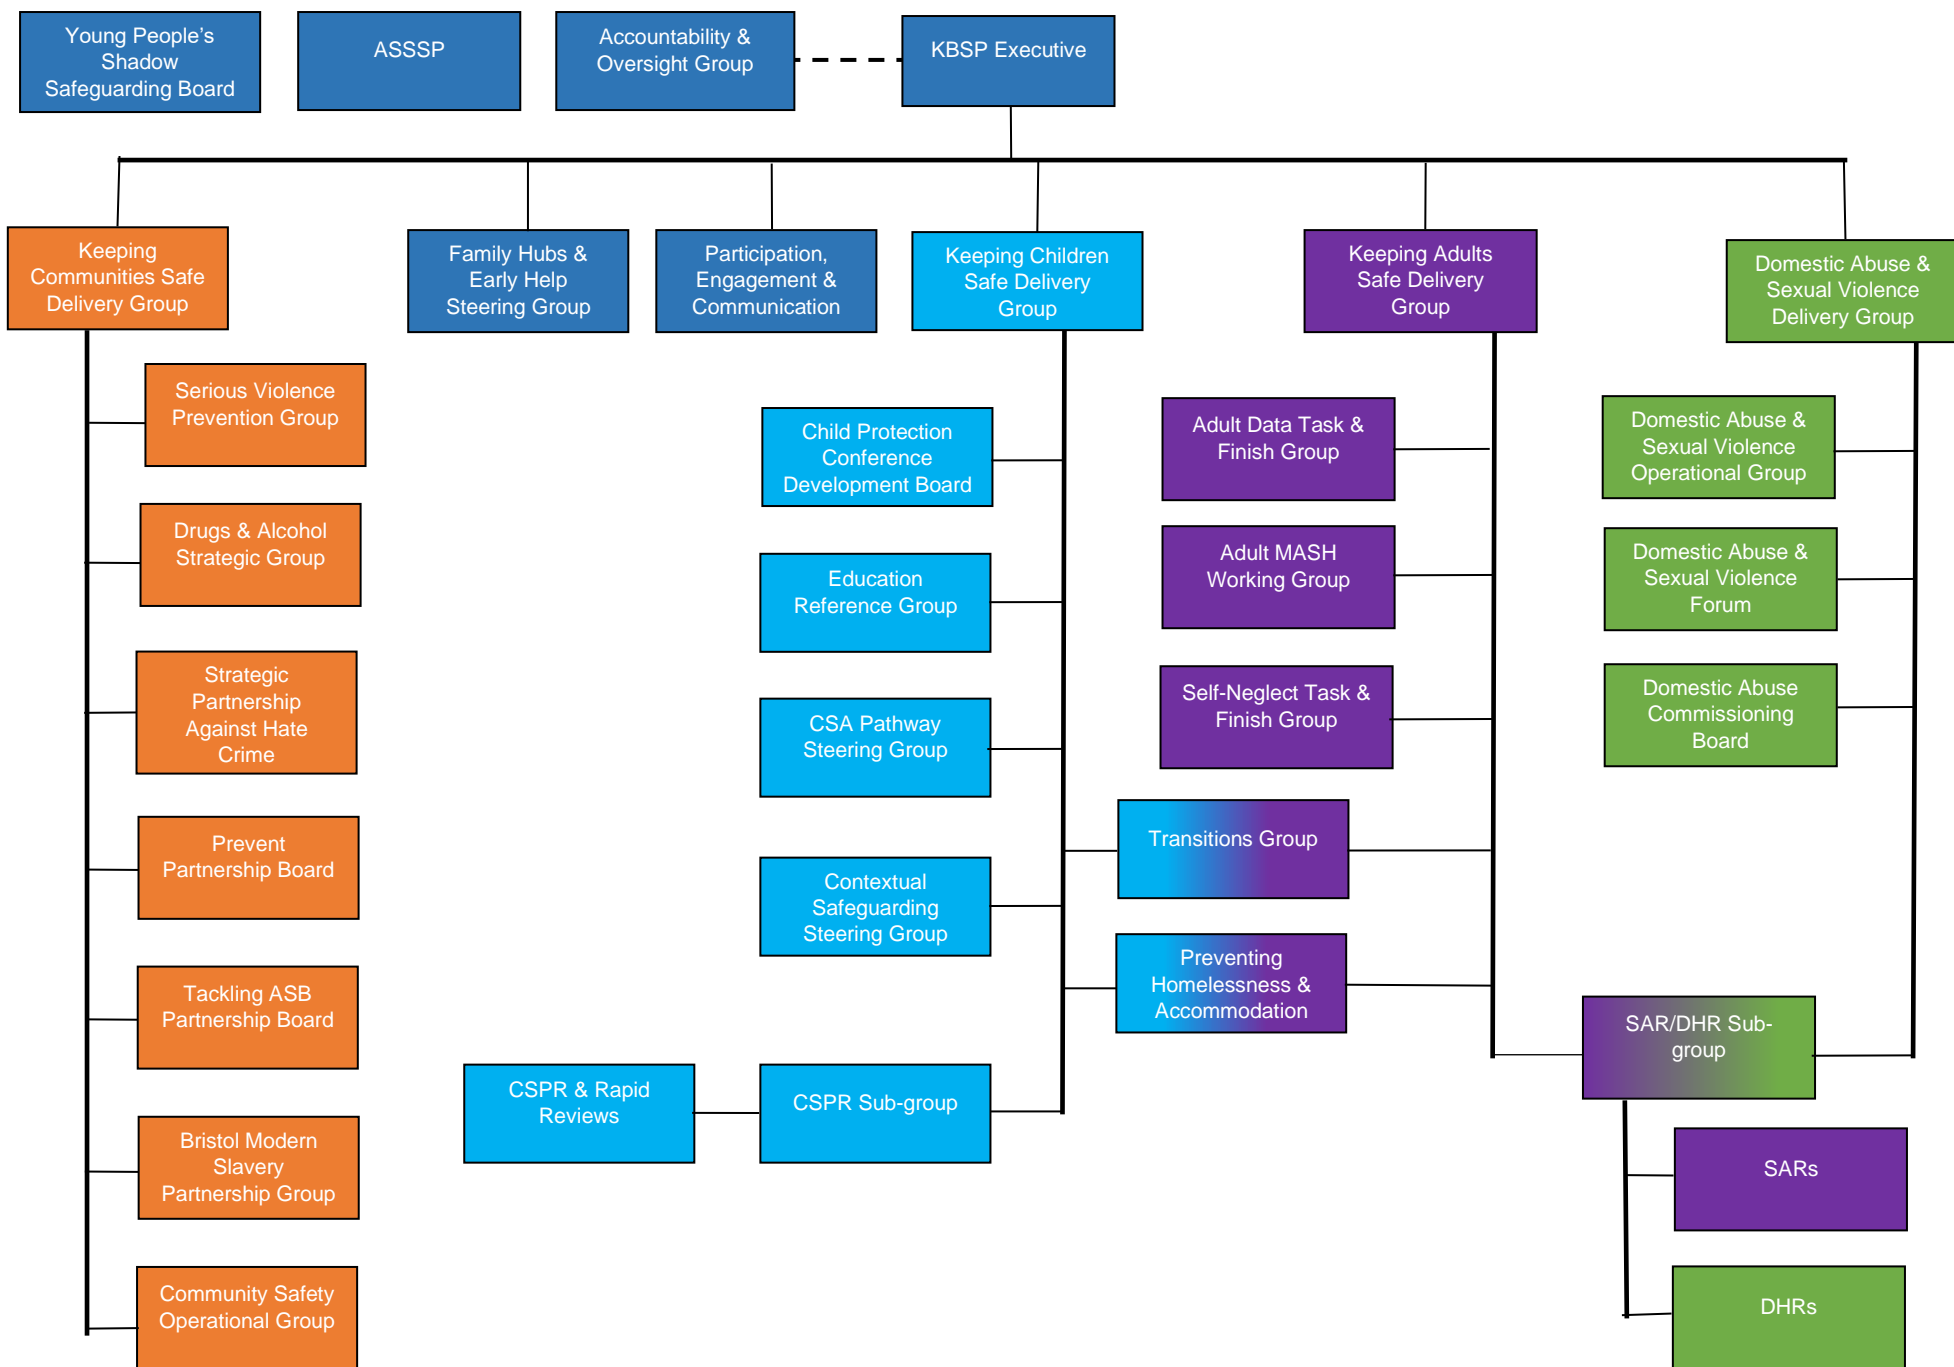 Young People’s
Shadow
Safeguarding Board
ASSSP
Accountability &
Oversight Group
KBSP Executive
Keeping
Communities Safe
Delivery Group
Family Hubs &
Early Help
Steering Group
Participation,
Engagement &
Communication
Keeping Children
Safe Delivery
Group
Keeping Adults
Safe Delivery
Group
Domestic Abuse &
Sexual Violence
Delivery Group
Serious Violence
Prevention Group
Drugs & Alcohol
Strategic Group
Strategic
Partnership
Against Hate
Crime
Prevent
Partnership Board
Tackling ASB
Partnership Board
Bristol Modern
Slavery
Partnership Group
Community Safety
Operational Group
Child Protection
Conference
Development Board
Education
Reference Group
CSA Pathway
Steering Group
Contextual
Safeguarding
Steering Group
CSPR & Rapid
Reviews
CSPR Sub-group
Adult Data Task &
Finish Group
Adult MASH
Working Group
Self-Neglect Task &
Finish Group
Transitions Group
Preventing
Homelessness &
Accommodation
Domestic Abuse &
Sexual Violence
Operational Group
Domestic Abuse &
Sexual Violence
Forum
Domestic Abuse
Commissioning
Board
SAR/DHR Sub-
group
SARs
DHRs